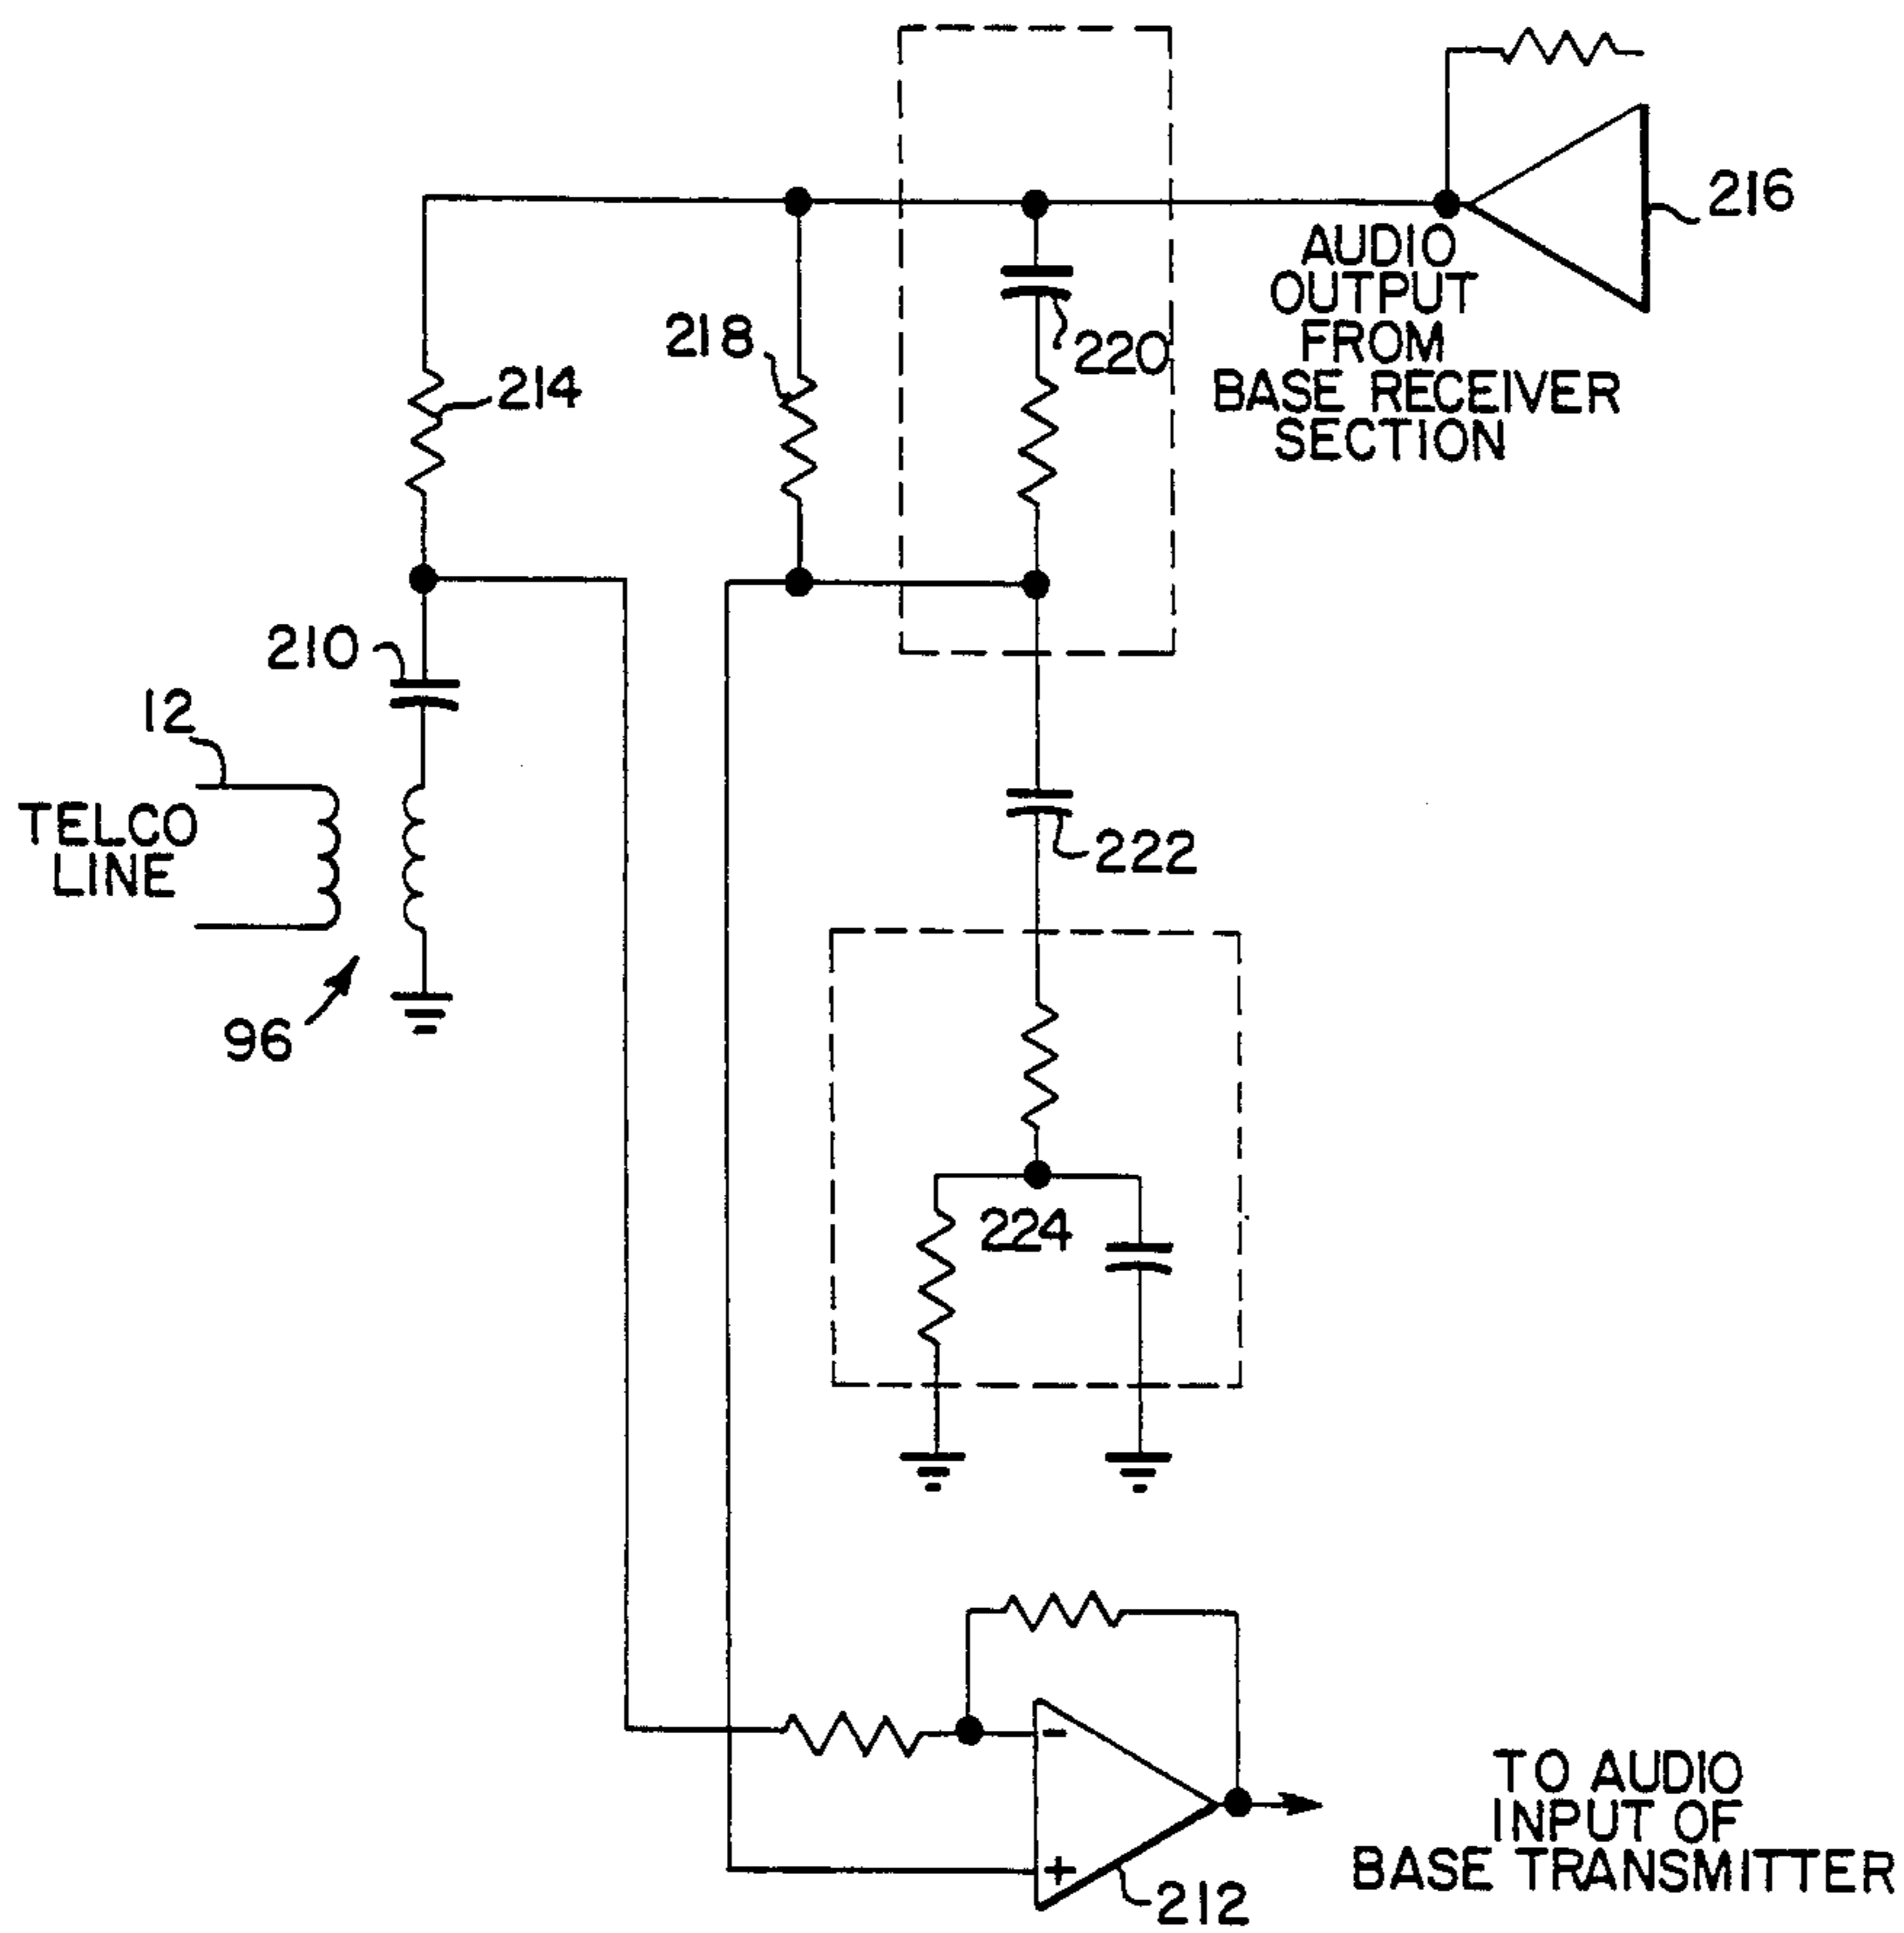 216
AUDIO
OUTPUT
FROM
BASE RECEIVER
SECTION
218
220
214
210
12
TELCO
LINE
222
96
224
-
+
TO AUDIO
INPUT OF
BASE TRANSMITTER
212